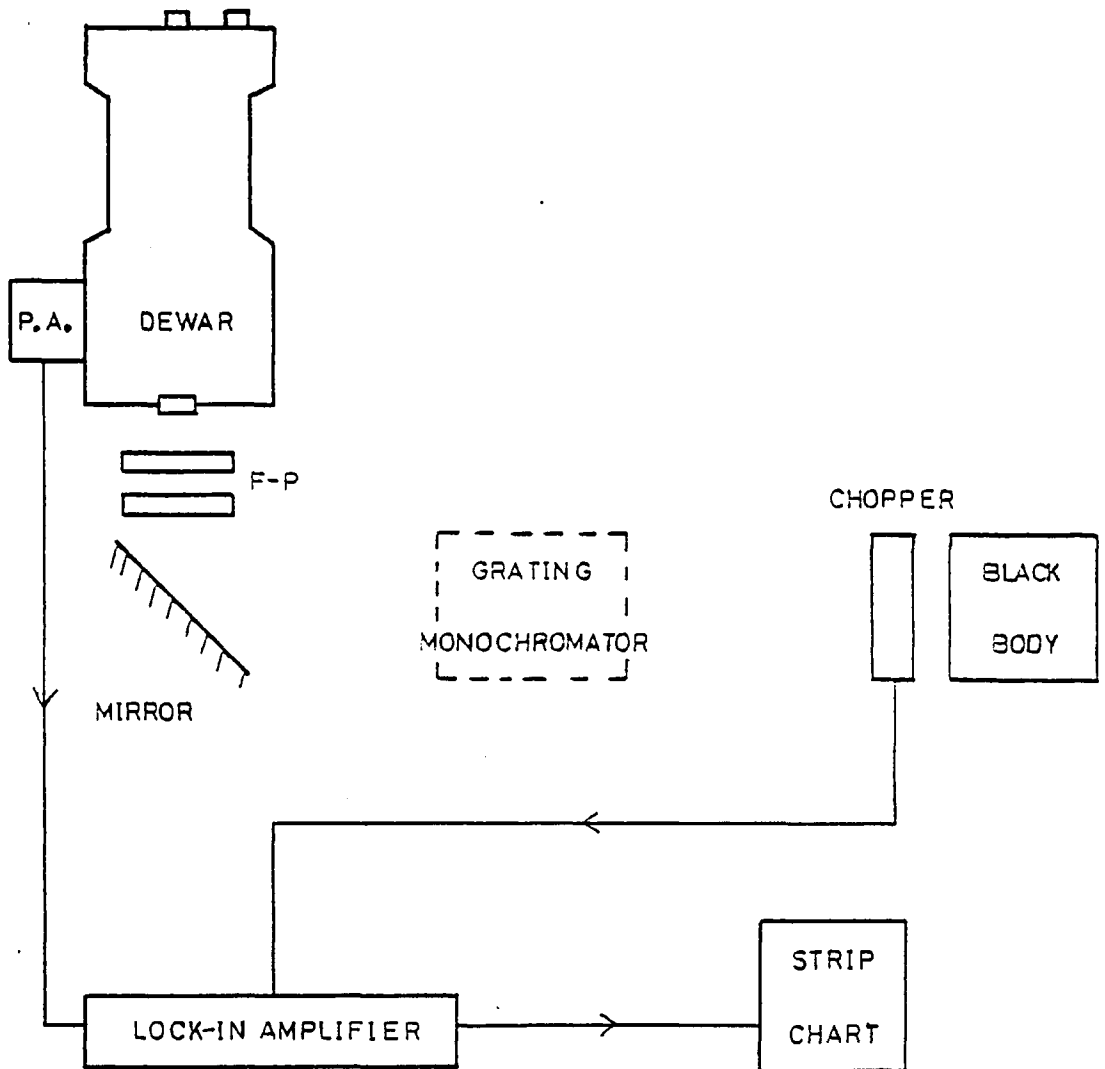 P.A.
DEWAR
F-P
CHOPPER
GRATING
MONOCHROMATOR
BLACK
BODY
MIRROR
STRIP
CHART
LOCK-IN AMPLIFIER